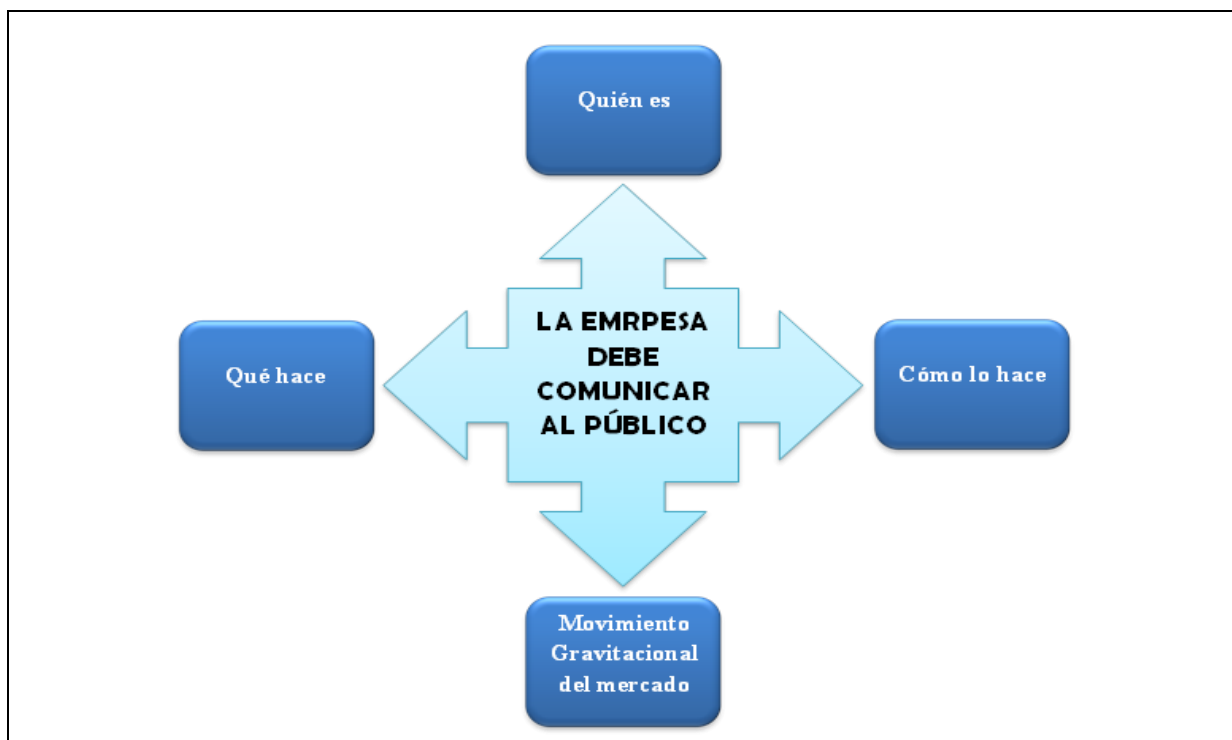 Quién es
LA EMRPESA
DEBE
COMUNICAR
AL PÚBLICO
Qué hace
Cómo lo hace
Movimiento
Gravitacional
del mercado